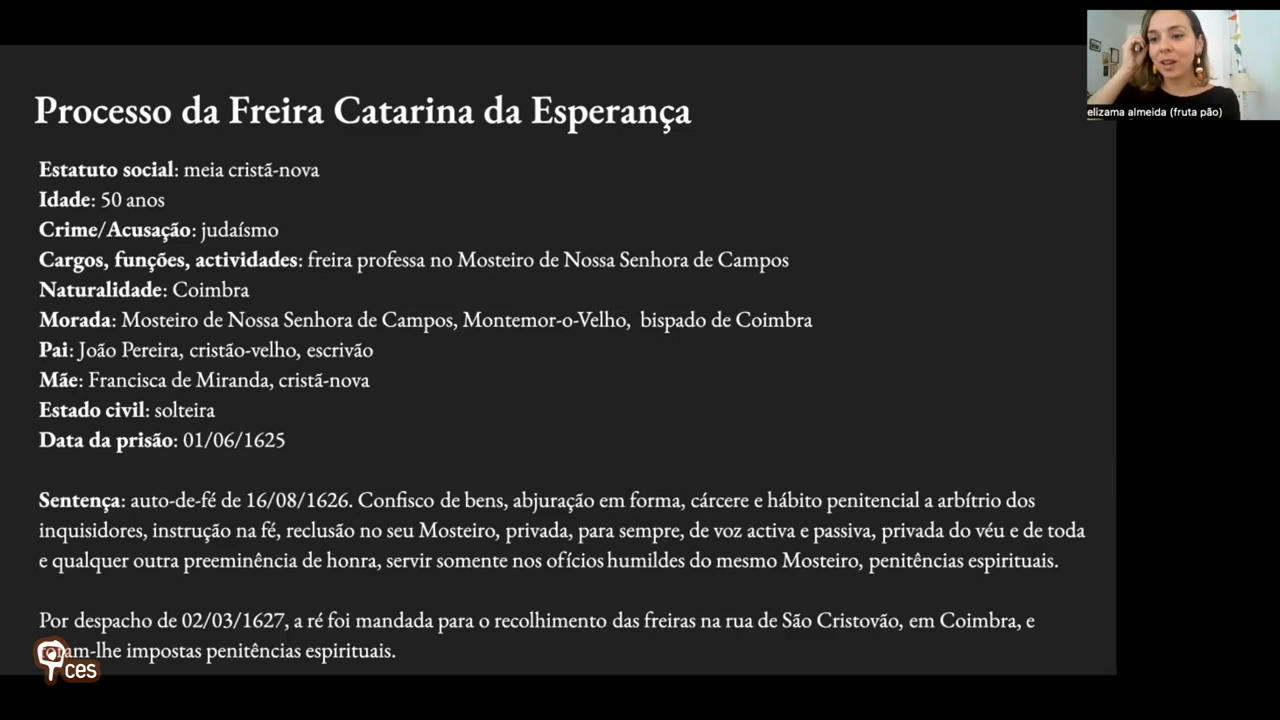 Processo da Freira Catarina da Esperança
elizama almeida (fruta pão)
Estatuto social: meia cristã-nova
Idade: 50 anos
Crime/Acusação: judaísmo
Cargos, funções, actividades: freira professa no Mosteiro de Nossa Senhora de Campos
Naturalidade: Coimbra
Morada: Mosteiro de Nossa Senhora de Campos, Montemor-o-Velho, bispado de Coimbra
Pai: João Pereira, cristão-velho, escrivão
Mãe: Francisca de Miranda, cristã-nova
Estado civil: solteira
Data da prisão: 01/06/1625
Sentença: auto-de-fé de 16/08/1626. Confisco de bens, abjuração em forma, cárcere e hábito penitencial a arbítrio dos
inquisidores, instrução na fé, reclusão no seu Mosteiro, privada, para sempre, de voz activa e passiva, privada do véu e de toda
e qualquer outra preeminência de honra, servir somente nos ofícios humildes do mesmo Mosteiro, penitências espirituais.
Por despacho de 02/03/1627, a ré foi mandada para o recolhimento das freiras na rua de São Cristovão, em Coimbra, e
foram-lhe impostas penitências espirituais.
ces